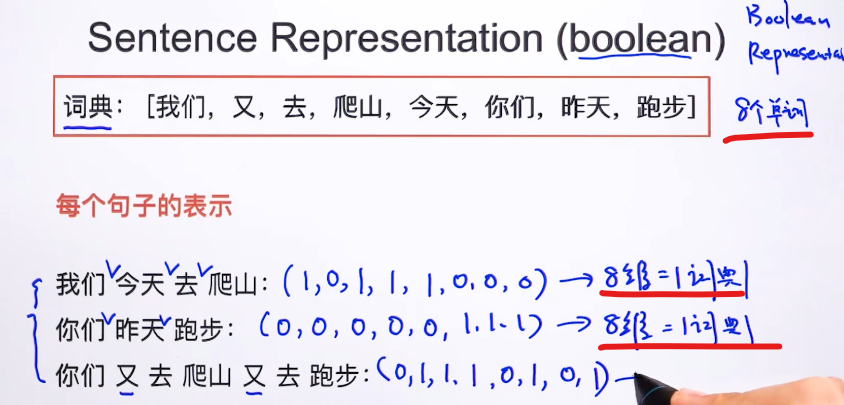 Sentence Representation (boolean)
Boolean
Representa
词典：[我们，又，去，爬山，今天，你们，昨天，跑步]
8个单词
每个句子的表示
我们 今天 去 爬山：(1,0,1,1,1,0,0,0) → 8维=|词典|
你们 昨天 跑步：(0,0,0,0,0,1,1,1) → 8维=|词典|
你们 又 去 爬山 又 去 跑步：(0,1,1,1,0,1,0,1) —